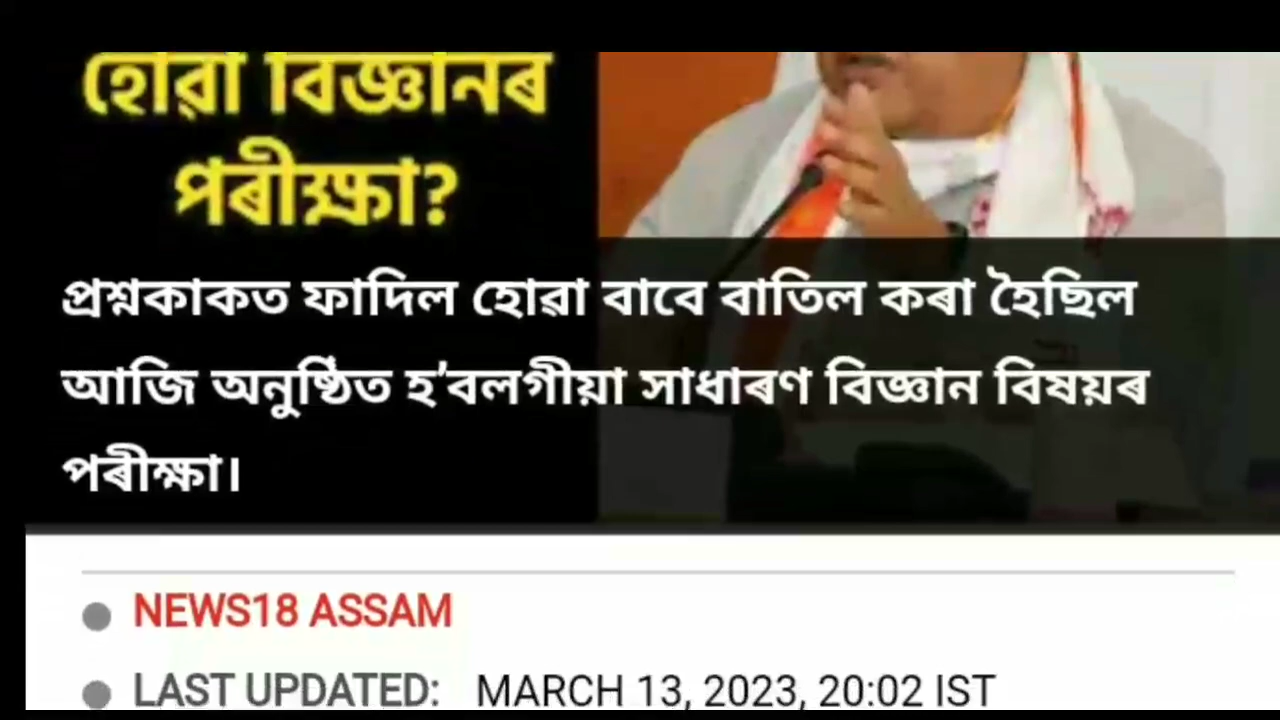 হোৱা বিজ্ঞানৰ
পৰীক্ষা?
প্ৰশ্নকাকত ফাদিল হোৱা বাবে বাতিল কৰা হৈছিল
আজি অনুষ্ঠিত হ'বলগীয়া সাধাৰণ বিজ্ঞান বিষয়ৰ
পৰীক্ষা।
NEWS18 ASSAM
LAST UPDATED: MARCH 13, 2023, 20:02 IST